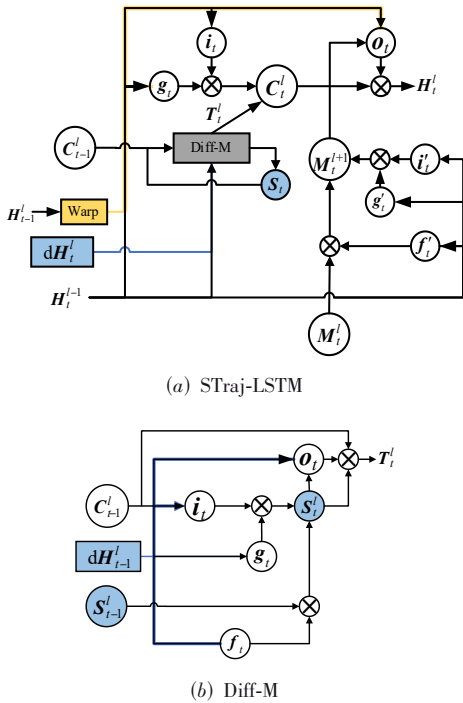 i_t
o_t
g_t
C_t^l
H_t^l
T_t^l
C_{t-1}^l
Diff-M
M_t^{l+1}
i'_t
S_t
g'_t
H_{t-1}^l
Warp
dH_t^l
f'_t
H_t^{l-1}
M_t^l
(a) STraj-LSTM
o_t
T_t^l
C_{t-1}^l
i_t
S_t^l
dH_{t-1}^l
g_t
S_{t-1}^l
f_t
(b) Diff-M